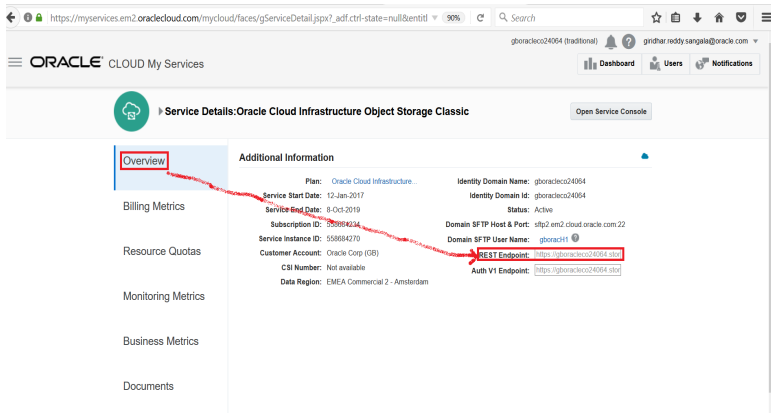 https://myservices.em2.oraclecloud.com/mycloud/faces/gServiceDetail.jspx?_adf.ctrl-state=null&entitl
90%
Search
gboracleco24064 (traditional) giridhar.reddy.sangala@oracle.com
ORACLE CLOUD My Services
Dashboard Users Notifications
Service Details:Oracle Cloud Infrastructure Object Storage Classic
Open Service Console
Overview
Billing Metrics
Resource Quotas
Monitoring Metrics
Business Metrics
Documents
Additional Information
Plan: Oracle Cloud Infrastructure...
Service Start Date: 12-Jan-2017
Service End Date: 8-Oct-2019
Subscription ID: 558684234
Service Instance ID: 558684270
Customer Account: Oracle Corp (GB)
CSI Number: Not available
Data Region: EMEA Commercial 2 - Amsterdam
Identity Domain Name: gboracleco24064
Identity Domain Id: gboracleco24064
Status: Active
Domain SFTP Host & Port: sftp2.em2.cloud.oracle.com:22
Domain SFTP User Name: gboracH1
REST Endpoint: https://gboracleco24064.stor
Auth V1 Endpoint: https://gboracleco24064.stor